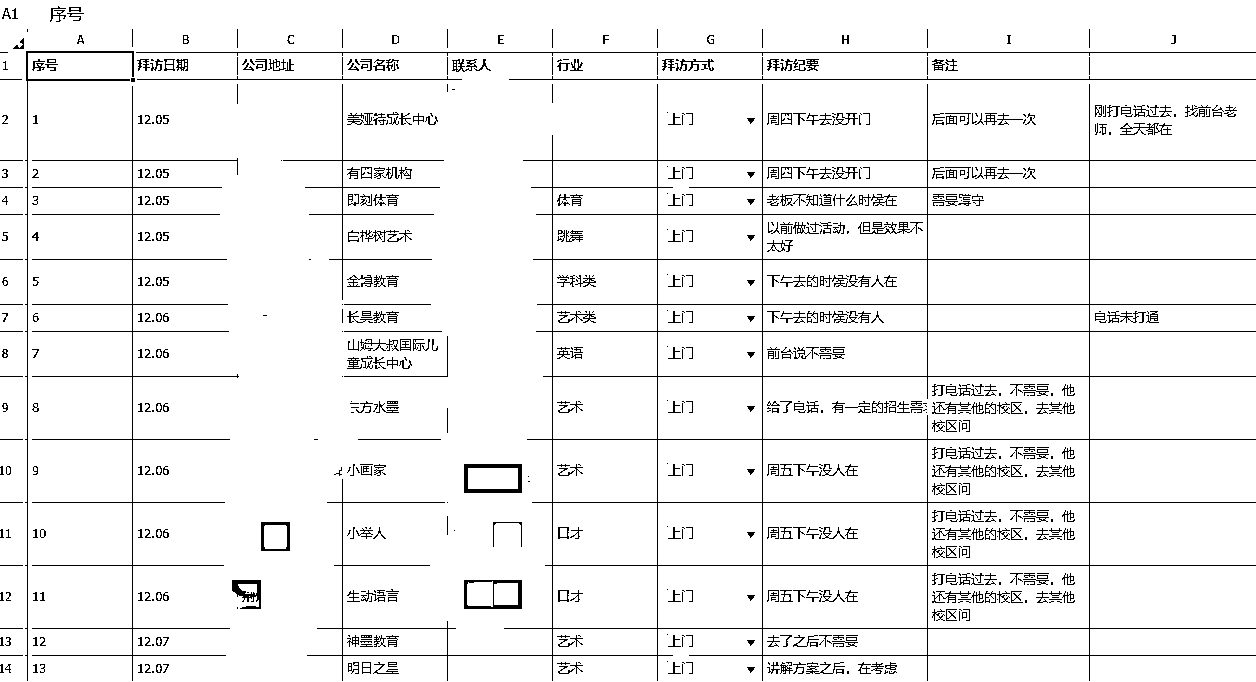 A1 序号
A B C D E F G H I J
1 序号 拜访日期 公司地址 公司名称 联系人 行业 拜访方式 拜访纪要 备注
2 1 12.05 美娅特成长中心 上门 周四下午去没开门 后面可以再去一次 刚打电话过去，找前台老
师，全天都在
3 2 12.05 有四家机构 上门 周四下午去没开门 后面可以再去一次
4 3 12.05 即刻体育 体育 上门 老板不知道什么时候在 需要蹲守
5 4 12.05 白桦树艺术 跳舞 上门 以前做过活动，但是效果不
太好
6 5 12.05 金博教育 学科类 上门 下午去的时候没有人在
7 6 12.06 长昊教育 艺术类 上门 下午去的时候没有人 电话未打通
8 7 12.06 山姆大叔国际儿
童成长中心 英语 上门 前台说不需要
9 8 12.06 东方水墨 艺术 上门 给了电话，有一定的招生需 打电话过去，不需要，他
还有其他的校区，去其他
校区问
10 9 12.06 小画家 艺术 上门 周五下午没人在 打电话过去，不需要，他
还有其他的校区，去其他
校区问
11 10 12.06 小举人 口才 上门 周五下午没人在 打电话过去，不需要，他
还有其他的校区，去其他
校区问
12 11 12.06 生动语言 口才 上门 周五下午没人在 打电话过去，不需要，他
还有其他的校区，去其他
校区问
13 12 12.07 神墨教育 艺术 上门 去了之后不需要
14 13 12.07 明日之星 艺术 上门 讲解方案之后，在考虑